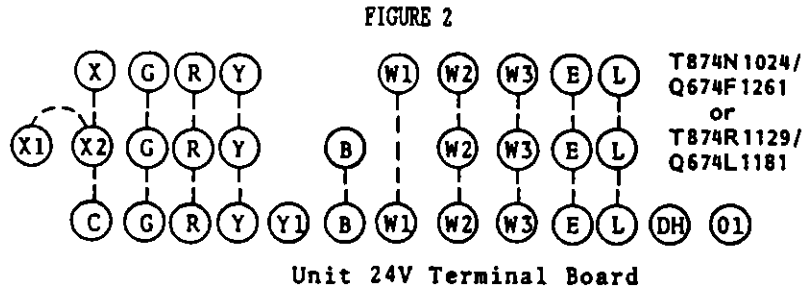 FIGURE 2
X G R Y W1 W2 W3 E L
T874N1024/
Q674F1261
or
T874R1129/
Q674L1181
X1 X2 G R Y B W2 W3 E L
C G R Y Y1 B W1 W2 W3 E L DH 01
Unit 24V Terminal Board